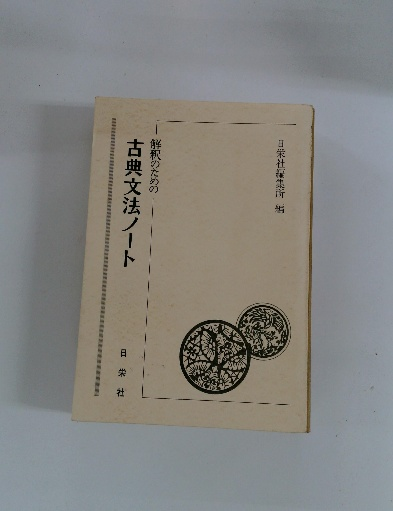 日栄社編集所 編
解釈のための
古典文法ノート
日栄社